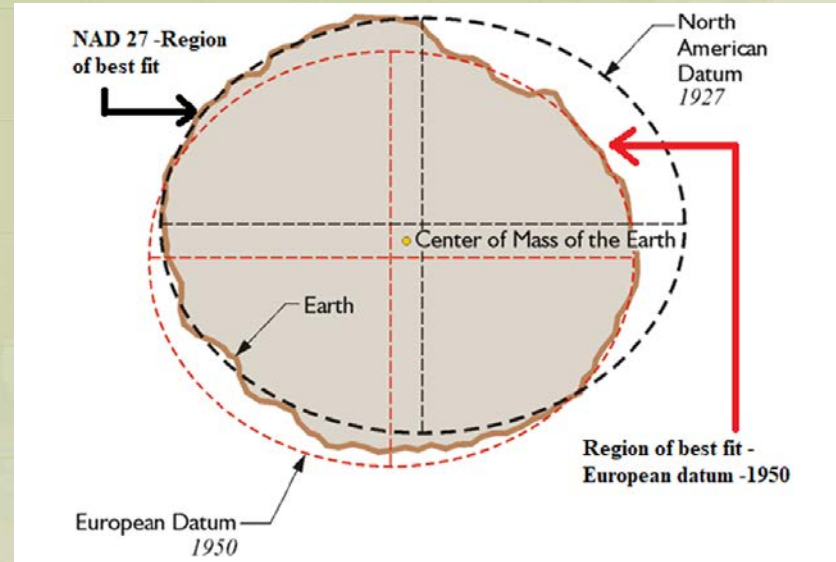 NAD 27 -Region
of best fit
North
American
Datum
1927
Center of Mass of the Earth
Earth
Region of best fit -
European datum -1950
European Datum
1950